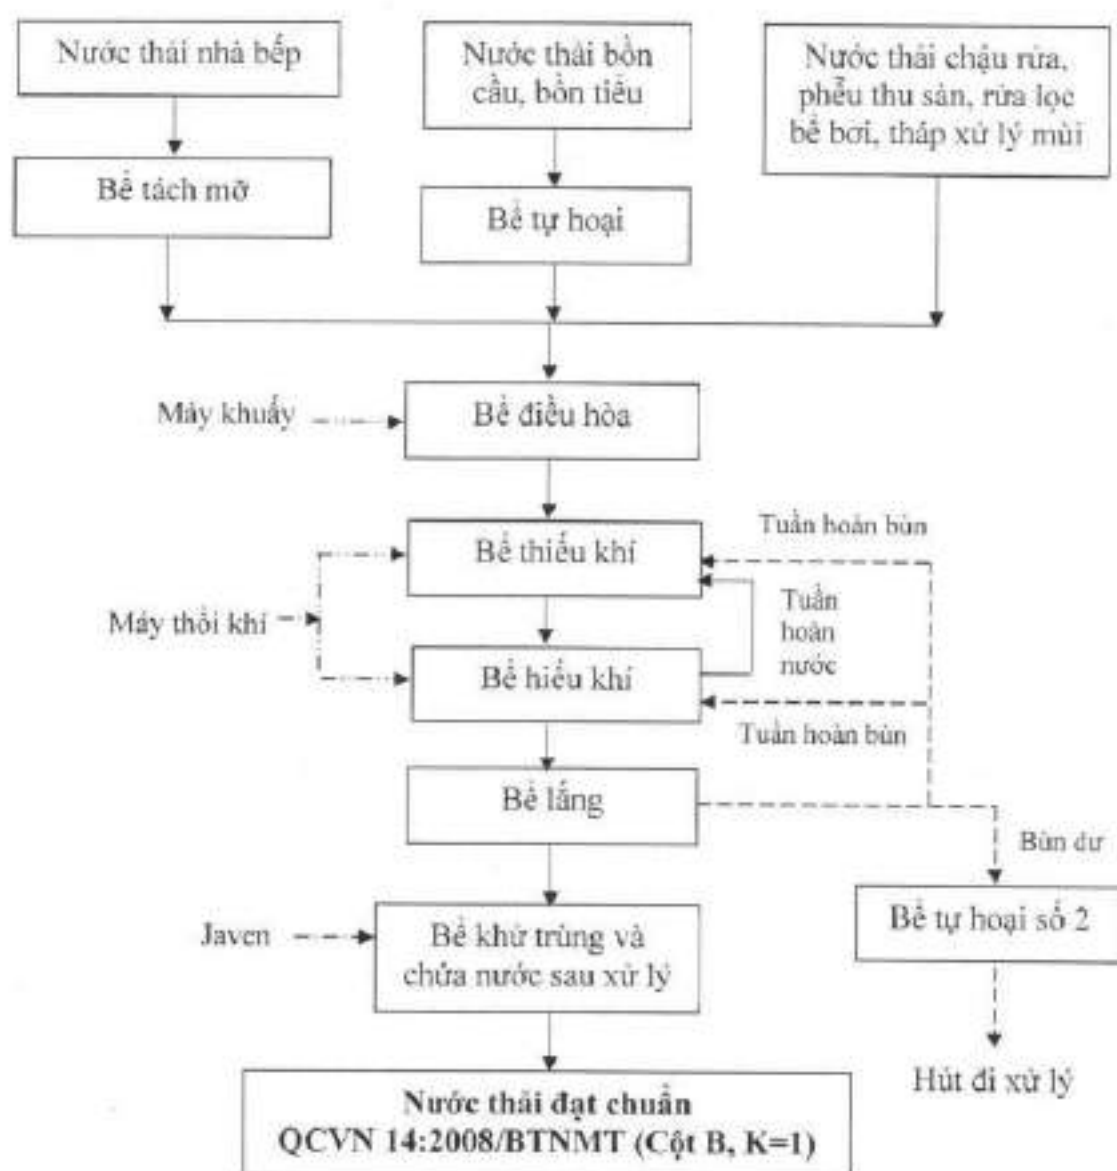 Nước thải nhà bếp
Nước thải bồn
cầu, bồn tiểu
Nước thải chậu rửa,
phễu thu sàn, rửa lọc
bể bơi, tháp xử lý mùi
Bể tách mỡ
Bể tự hoại
Máy khuấy
Bể điều hòa
Tuần hoàn bùn
Bể thiếu khí
Máy thổi khí
Tuần
hoàn
nước
Bể hiếu khí
Tuần hoàn bùn
Bể lắng
Bùn dư
Javen
Bể khử trùng và
chứa nước sau xử lý
Bể tự hoại số 2
Hút đi xử lý
Nước thải đạt chuẩn
QCVN 14:2008/BTNMT (Cột B, K=1)